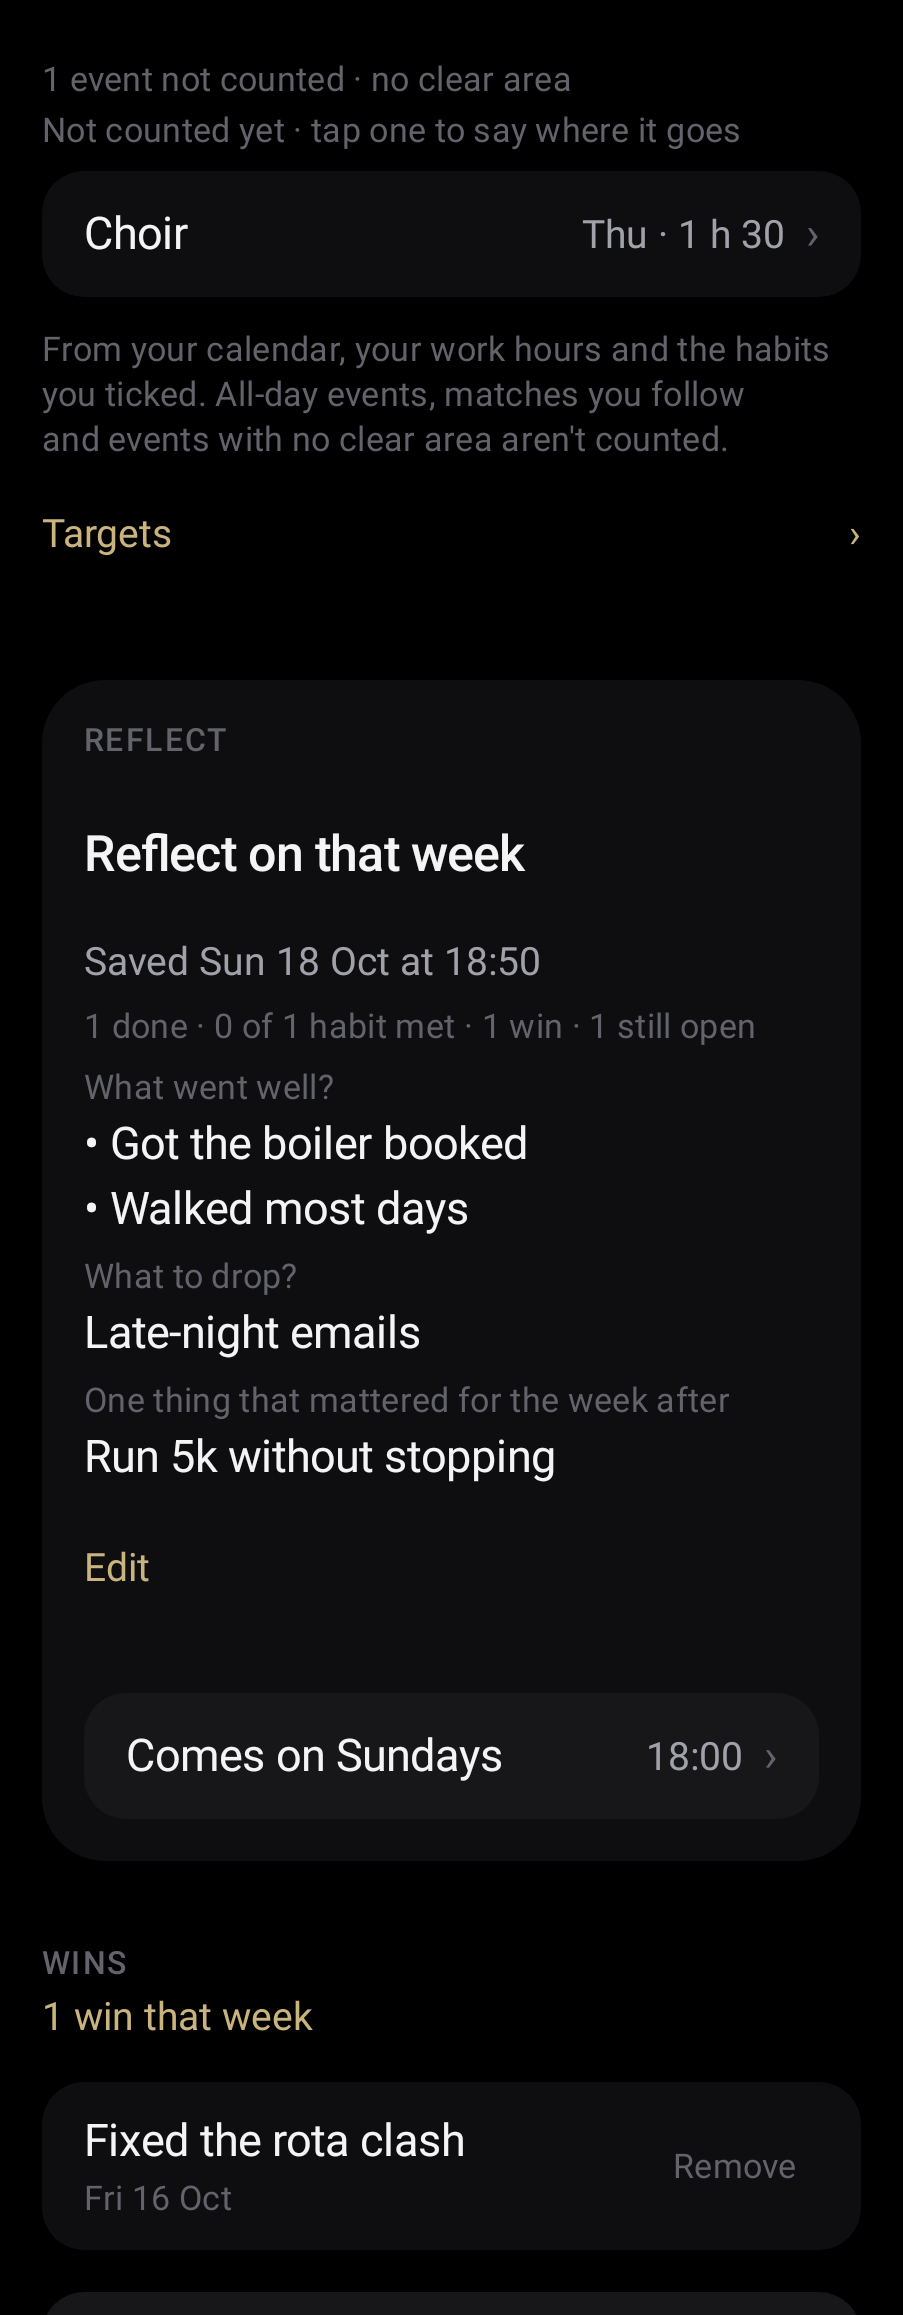 1 event not counted · no clear area
Not counted yet · tap one to say where it goes
Choir Thu · 1 h 30 ›
From your calendar, your work hours and the habits
you ticked. All-day events, matches you follow
and events with no clear area aren't counted.
Targets ›
REFLECT
Reflect on that week
Saved Sun 18 Oct at 18:50
1 done · 0 of 1 habit met · 1 win · 1 still open
What went well?
• Got the boiler booked
• Walked most days
What to drop?
Late-night emails
One thing that mattered for the week after
Run 5k without stopping
Edit
Comes on Sundays 18:00 ›
WINS
1 win that week
Fixed the rota clash
Remove
Fri 16 Oct